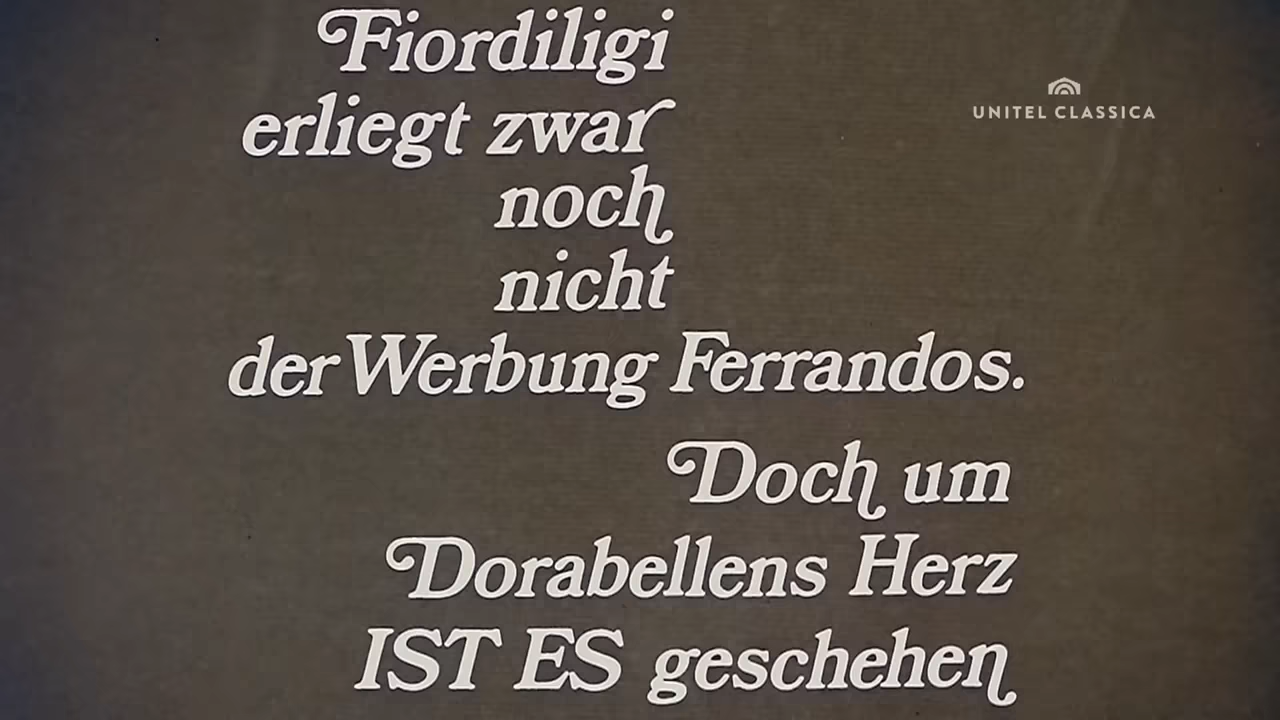 Fiordiligi
erliegt zwar
noch
nicht
der Werbung Ferrandos.
Doch um
Dorabellens Herz
IST ES geschehen
UNITEL CLASSICA